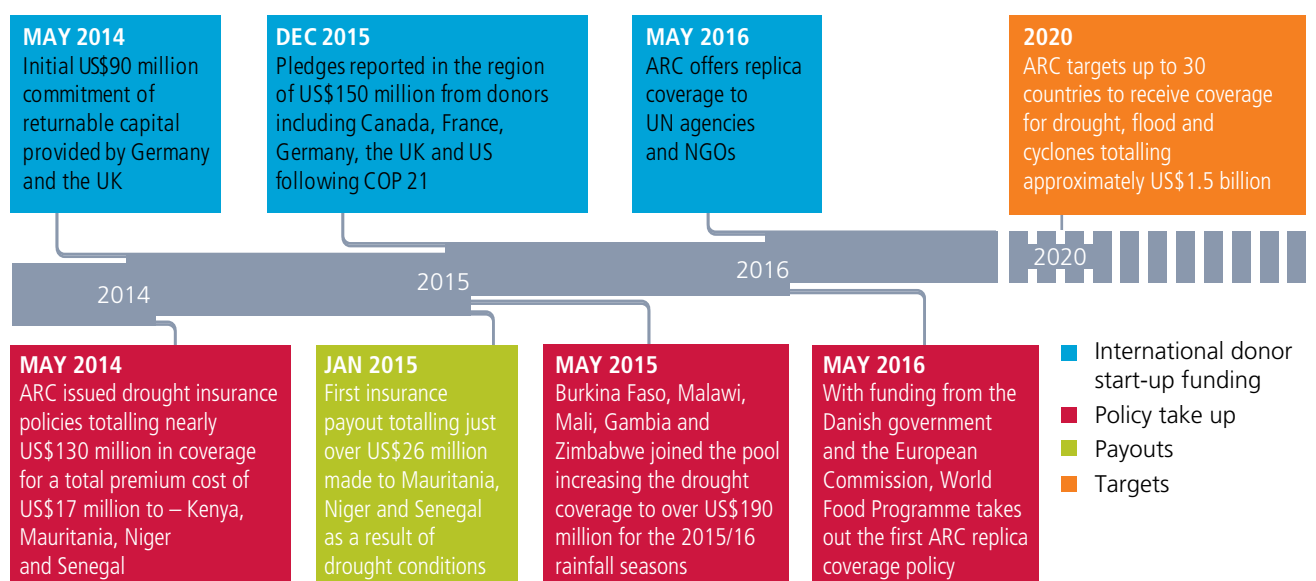 MAY 2014
Initial US$90 million
commitment of
returnable capital
provided by Germany
and the UK
DEC 2015
Pledges reported in the region
of US$150 million from donors
including Canada, France,
Germany, the UK and US
following COP 21
MAY 2016
ARC offers replica
coverage to
UN agencies
and NGOs
2020
ARC targets up to 30
countries to receive coverage
for drought, flood and
cyclones totalling
approximately US$1.5 billion
2014
2015
2016
2020
MAY 2014
ARC issued drought insurance
policies totalling nearly
US$130 million in coverage
for a total premium cost of
US$17 million to – Kenya,
Mauritania, Niger
and Senegal
JAN 2015
First insurance
payout totalling just
over US$26 million
made to Mauritania,
Niger and Senegal
as a result of
drought conditions
MAY 2015
Burkina Faso, Malawi,
Mali, Gambia and
Zimbabwe joined the pool
increasing the drought
coverage to over US$190
million for the 2015/16
rainfall seasons
MAY 2016
With funding from the
Danish government
and the European
Commission, World
Food Programme takes
out the first ARC replica
coverage policy
International donor
start-up funding
Policy take up
Payouts
Targets